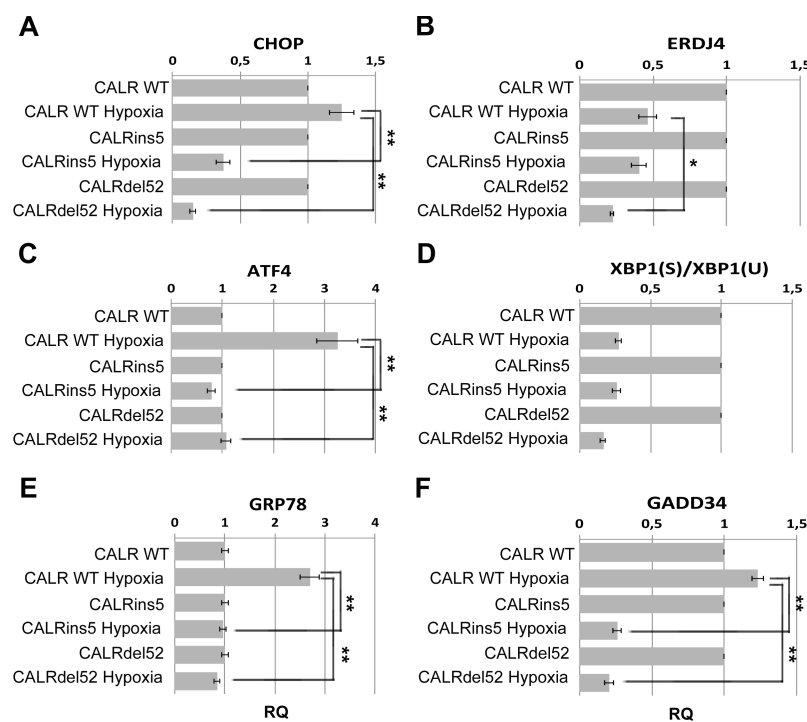 A
CHOP
0 0,5 1 1,5
CALR WT
CALR WT Hypoxia
CALRins5
CALRins5 Hypoxia
CALRdel52
CALRdel52 Hypoxia
**
**
B
ERDJ4
0 0,5 1 1,5
CALR WT
CALR WT Hypoxia
CALRins5
CALRins5 Hypoxia
CALRdel52
CALRdel52 Hypoxia
*
C
ATF4
0 1 2 3 4
CALR WT
CALR WT Hypoxia
CALRins5
CALRins5 Hypoxia
CALRdel52
CALRdel52 Hypoxia
**
**
D
XBP1(S)/XBP1(U)
0 0,5 1 1,5
CALR WT
CALR WT Hypoxia
CALRins5
CALRins5 Hypoxia
CALRdel52
CALRdel52 Hypoxia
E
GRP78
0 1 2 3 4
CALR WT
CALR WT Hypoxia
CALRins5
CALRins5 Hypoxia
CALRdel52
CALRdel52 Hypoxia
**
**
RQ
F
GADD34
0 0,5 1 1,5
CALR WT
CALR WT Hypoxia
CALRins5
CALRins5 Hypoxia
CALRdel52
CALRdel52 Hypoxia
**
**
RQ